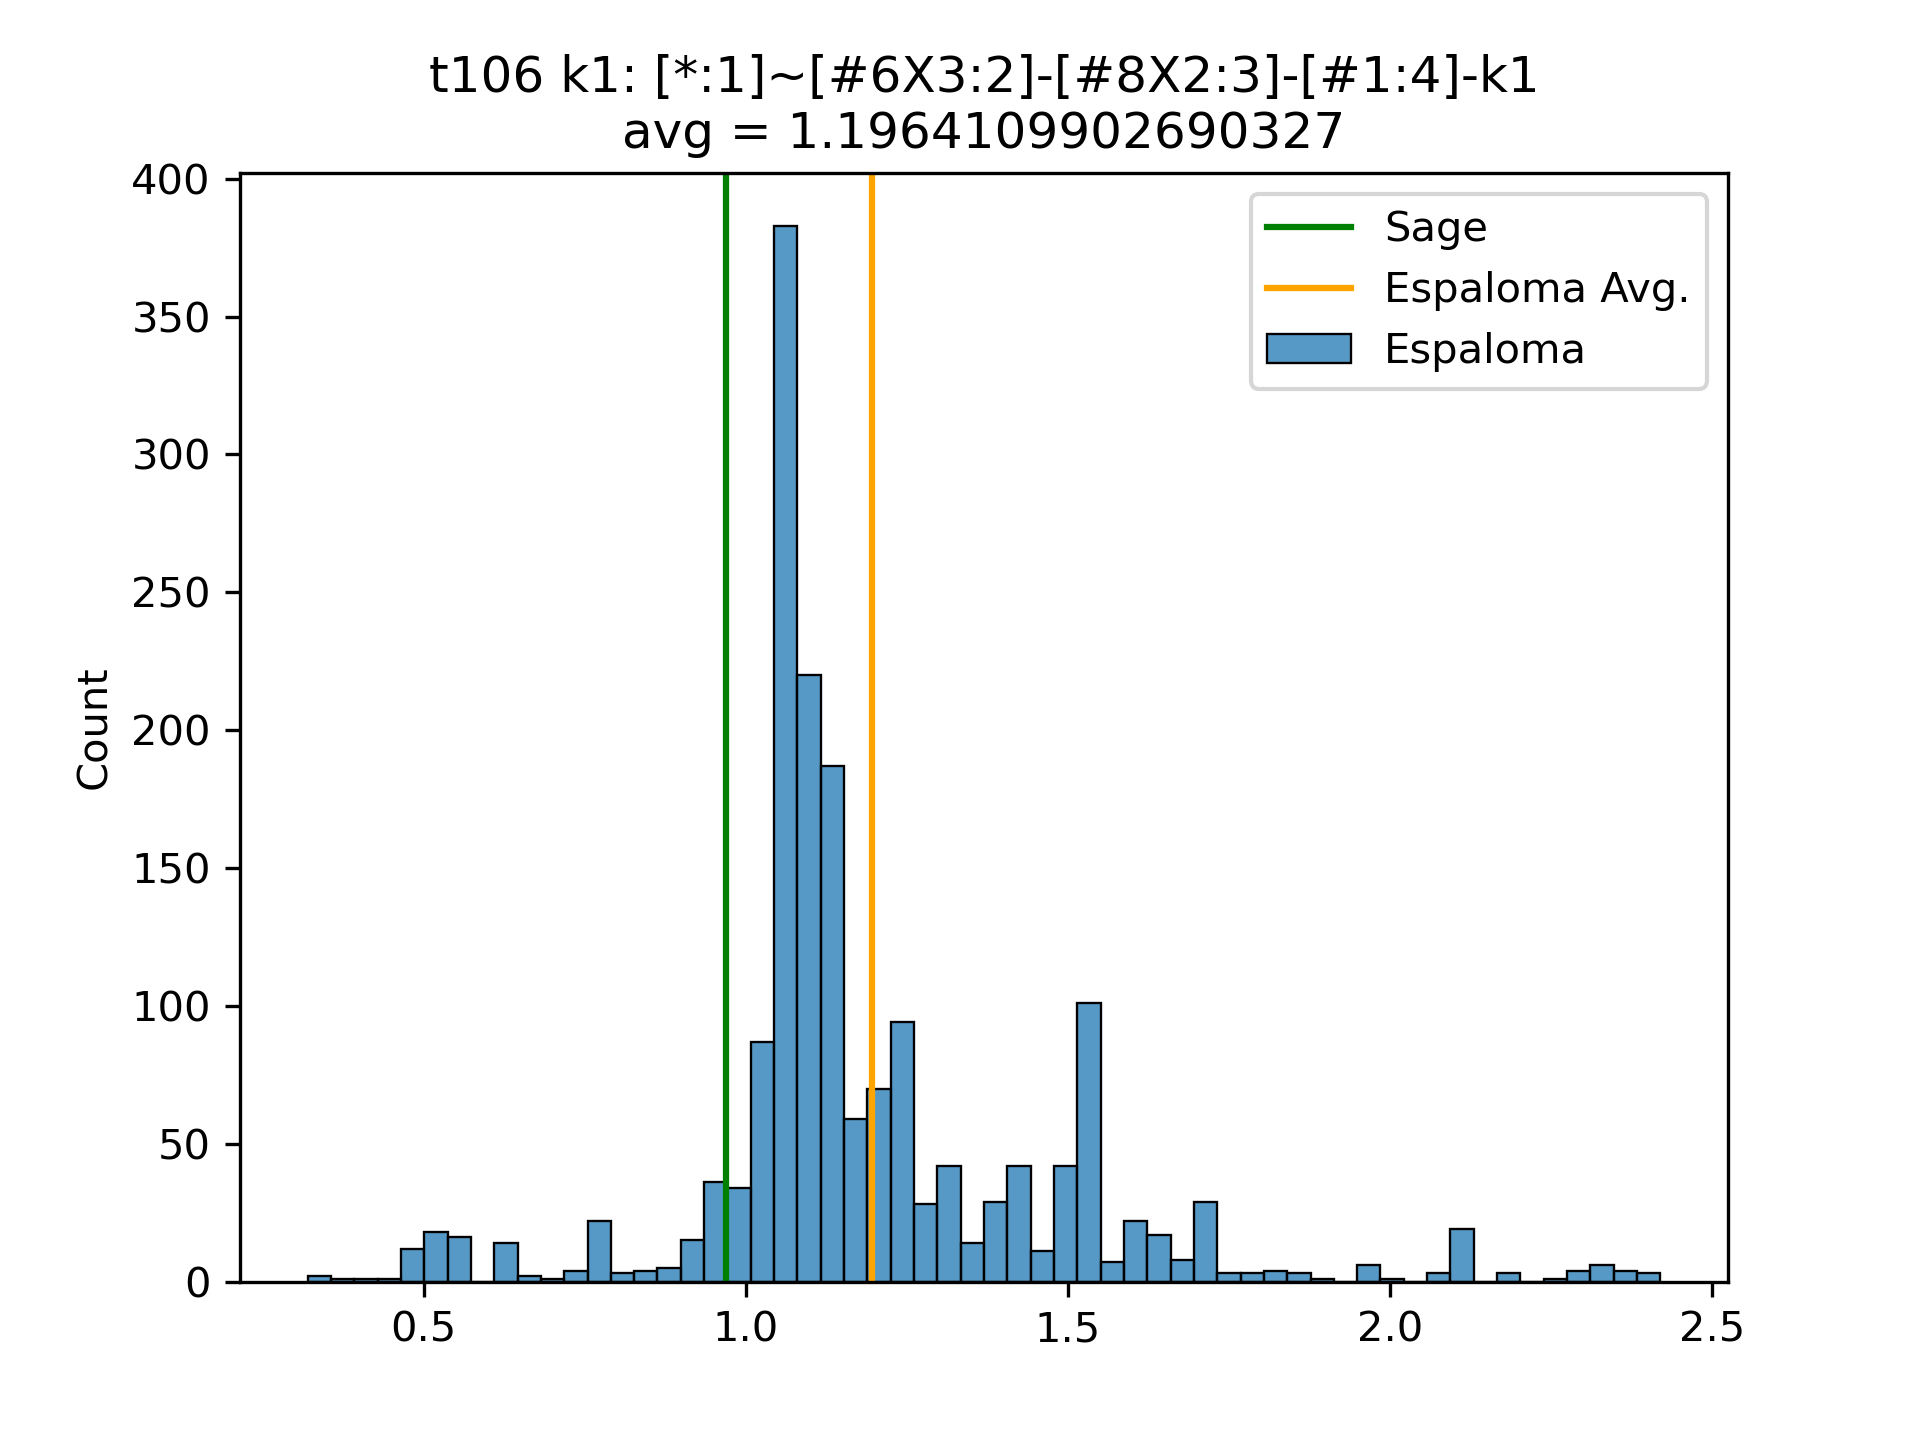 t106 k1: [*:1]~[#6X3:2]-[#8X2:3]-[#1:4]-k1
avg = 1.1964109902690327
400
350
300
250
200
150
100
50
0
Count
0.5 1.0 1.5 2.0 2.5
Sage
Espaloma Avg.
Espaloma